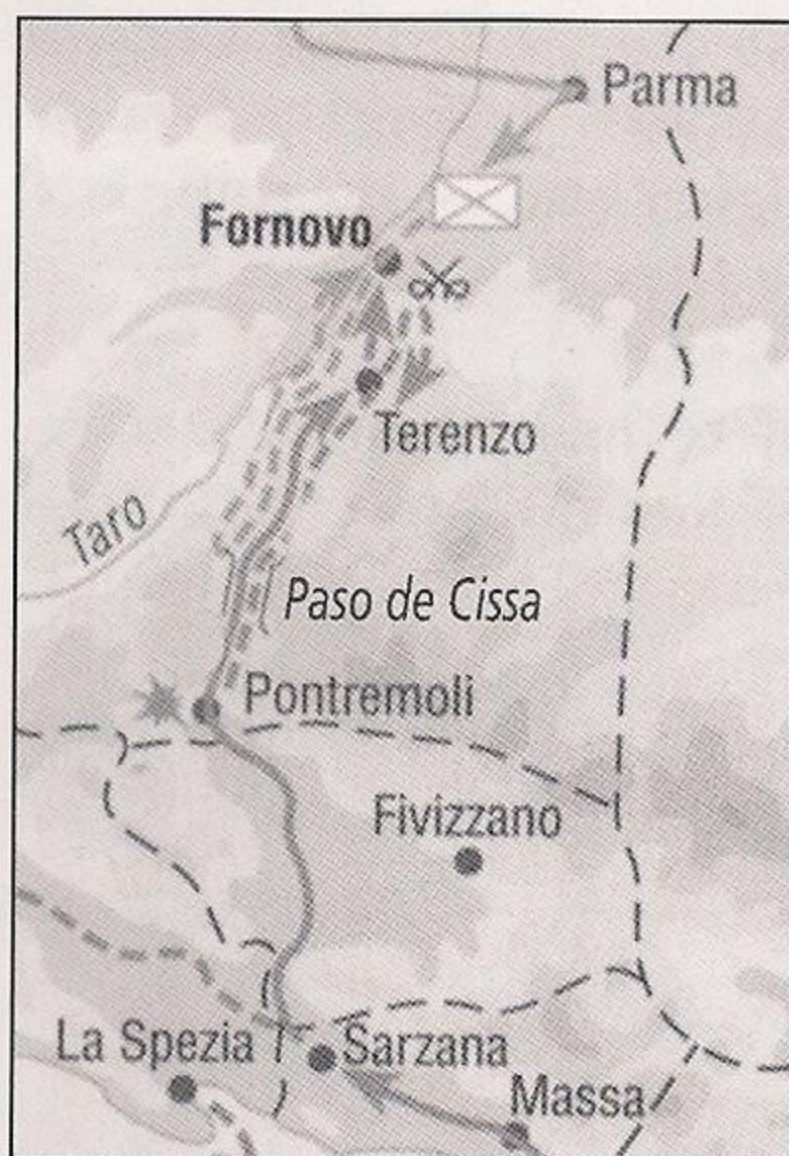 Parma
Fornovo
Terenzo
Taro
Paso de Cissa
Pontremoli
Fivizzano
La Spezia
Sarzana
Massa